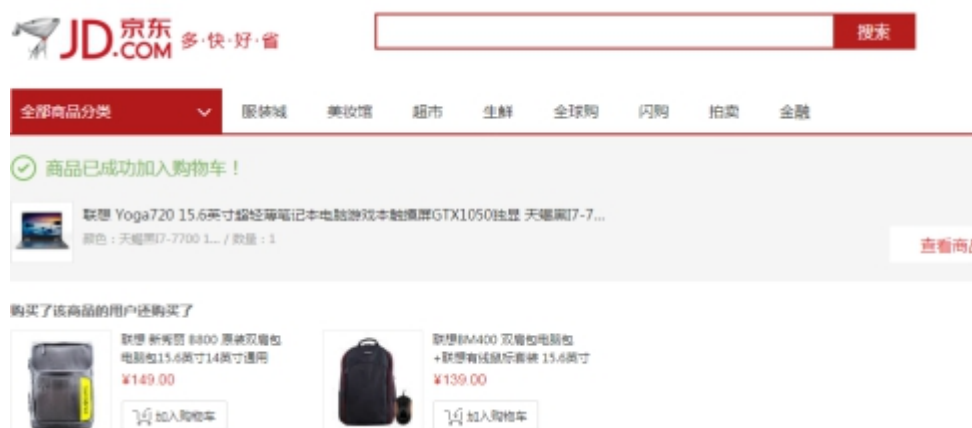 JD.COM 京东 多·快·好·省
搜索
全部商品分类 服装城 美妆馆 超市 生鲜 全球购 闪购 拍卖 金融
商品已成功加入购物车！
联想 Yoga720 15.6英寸超轻薄笔记本电脑游戏本触摸屏GTX1050独显 天蝎黑I7-7...
颜色：天蝎黑I7-7700 1... / 数量：1
查看商品
购买了该商品的用户还购买了
联想 新秀丽 B800 原装双肩包
电脑包15.6英寸14英寸通用
¥149.00
加入购物车
联想BM400 双肩包电脑包
+联想有线鼠标套装 15.6英寸
¥139.00
加入购物车